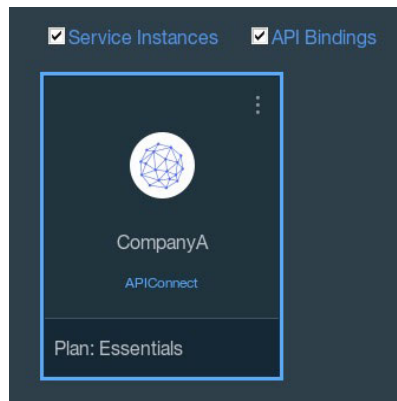 Service Instances API Bindings
CompanyA
APIConnect
Plan: Essentials